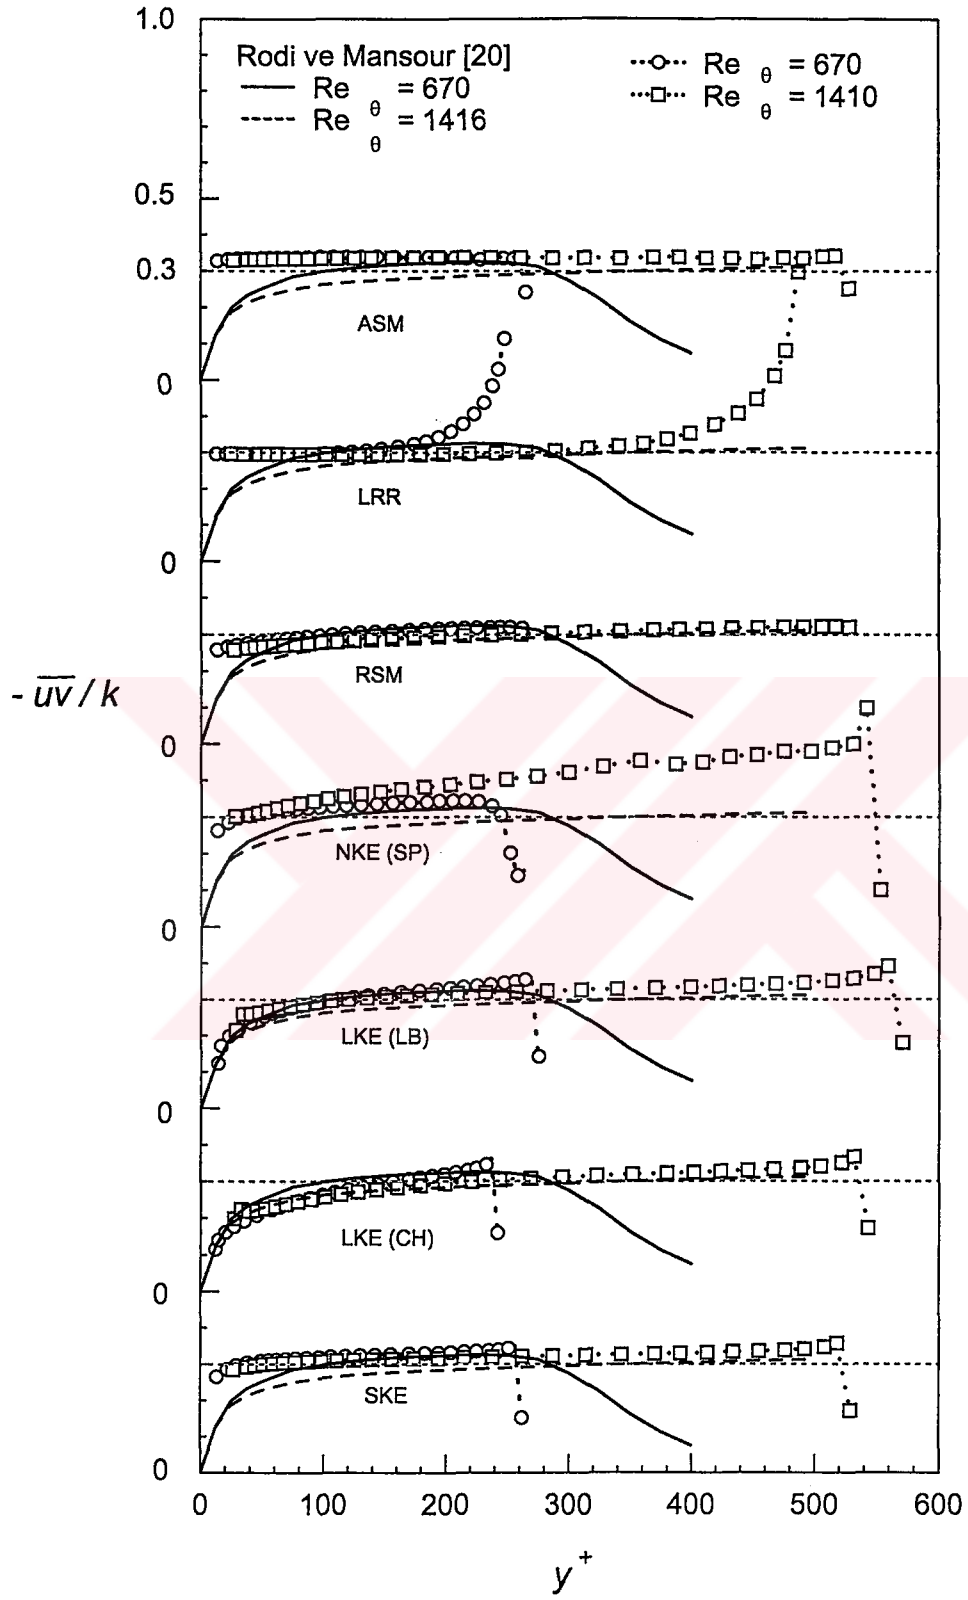 1.0
Rodi ve Mansour [20]
Re θ = 670
Re θ = 1416
Re θ = 670
Re θ = 1410
0.5
0.3
ASM
0
LRR
0
RSM
- uv / k
0
NKE (SP)
0
LKE (LB)
0
LKE (CH)
0
SKE
0
0 100 200 300 400 500 600
y +